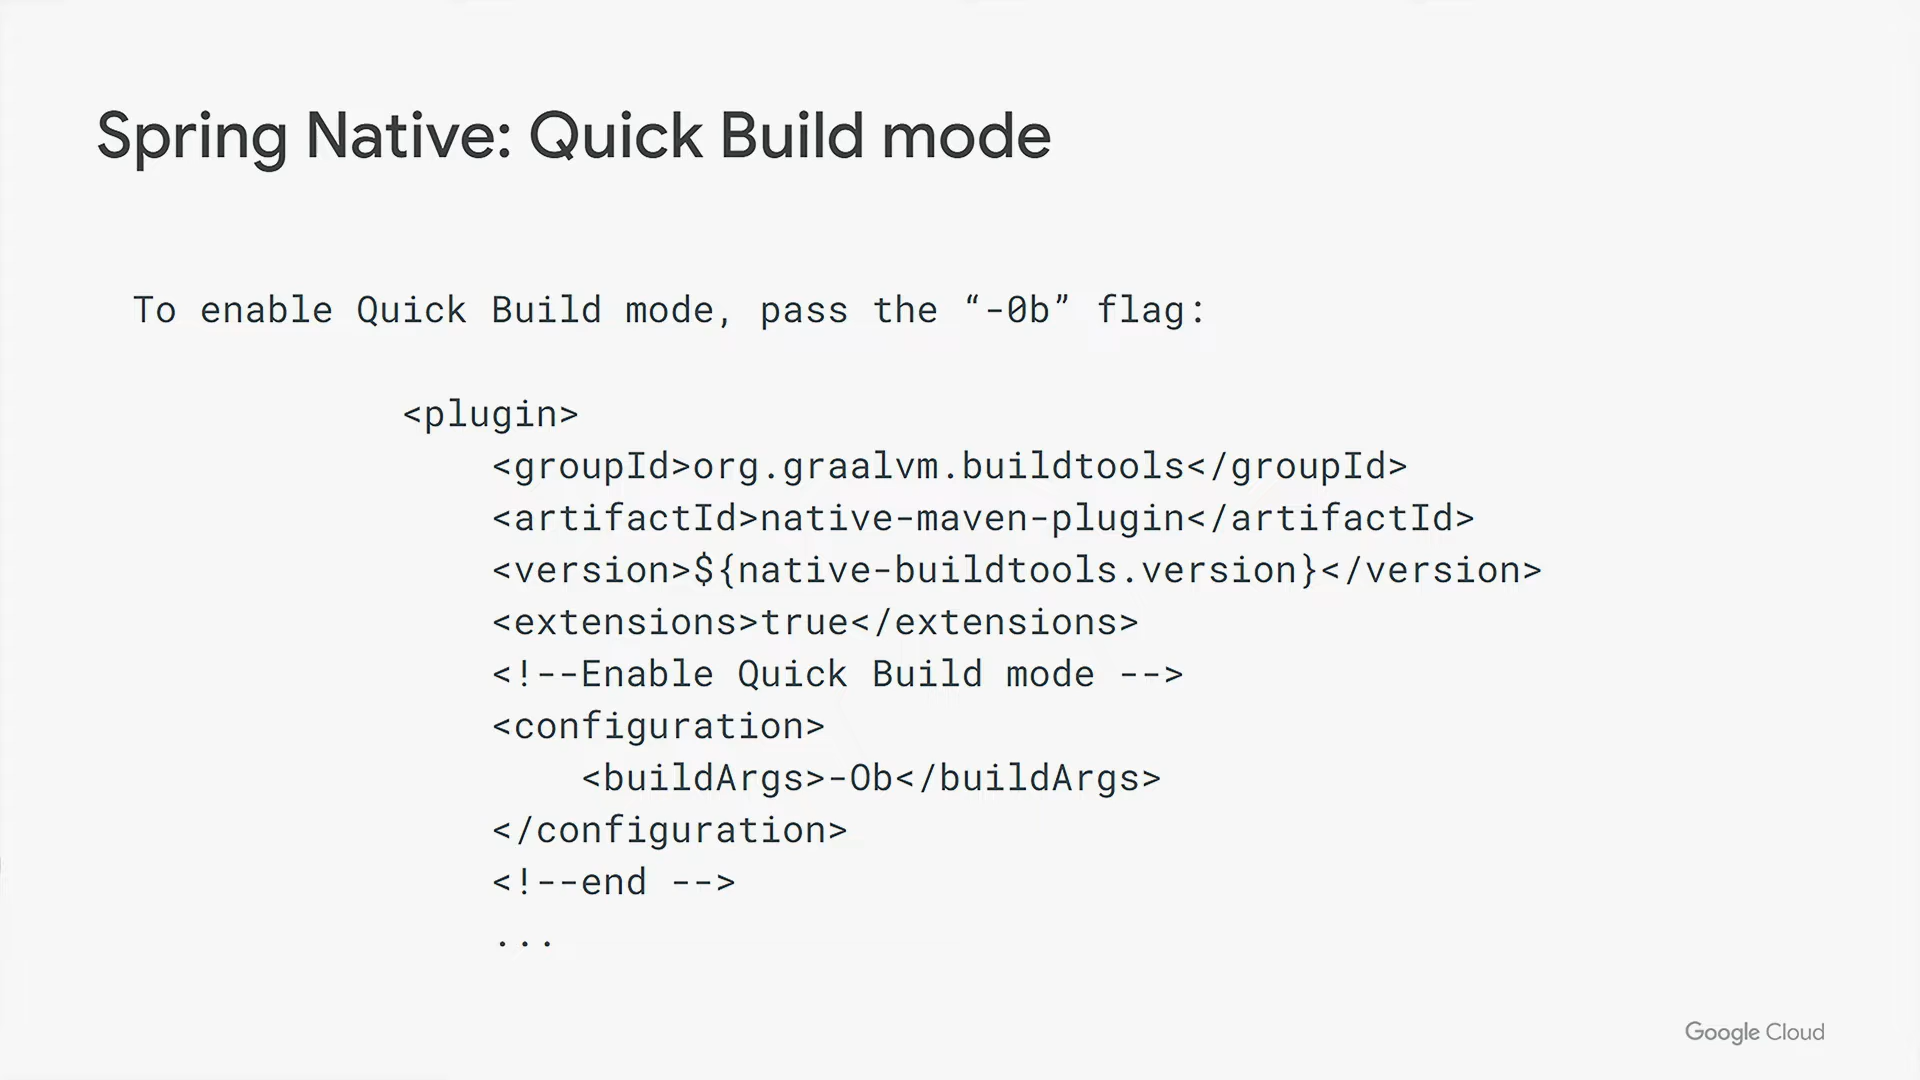 Spring Native: Quick Build mode
To enable Quick Build mode, pass the “-0b” flag:
<plugin>
<groupId>org.graalvm.buildtools</groupId>
<artifactId>native-maven-plugin</artifactId>
<version>${native-buildtools.version}</version>
<extensions>true</extensions>
<!--Enable Quick Build mode -->
<configuration>
<buildArgs>-Ob</buildArgs>
</configuration>
<!--end -->
...
Google Cloud